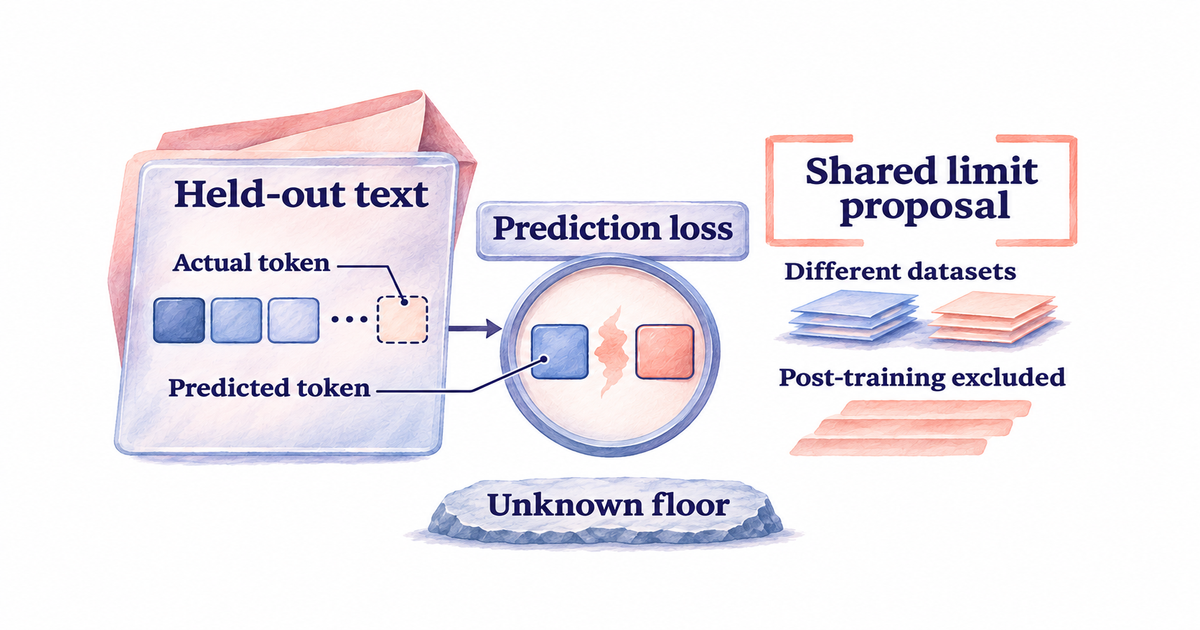 Held-out text
Actual token
Predicted token
Prediction loss
Unknown floor
Shared limit
proposal
Different datasets
Post-training excluded